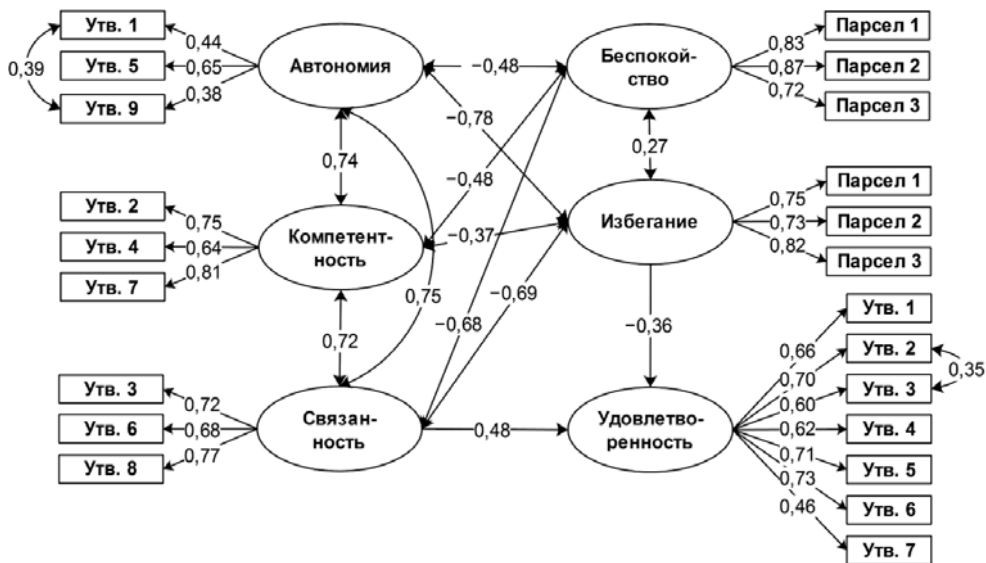 Утв. 1
Утв. 5
Утв. 9
0,39
0,44
0,65
0,38
Автономия
−0,48
Беспокой-
ство
0,83
0,87
0,72
Парсел 1
Парсел 2
Парсел 3
0,74
−0,78
−0,48
0,27
Утв. 2
Утв. 4
Утв. 7
0,75
0,64
0,81
Компетент-
ность
−0,37
Избегание
0,75
0,73
0,82
Парсел 1
Парсел 2
Парсел 3
0,72
0,75
−0,69
−0,68
−0,36
Утв. 3
Утв. 6
Утв. 8
0,72
0,68
0,77
Связан-
ность
0,48
Удовлетво-
ренность
0,66
0,70
0,60
0,62
0,71
0,73
0,46
Утв. 1
Утв. 2
Утв. 3
Утв. 4
Утв. 5
Утв. 6
Утв. 7
0,35